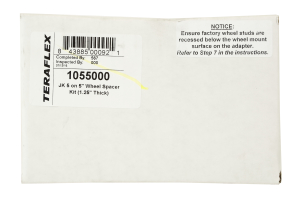 NOTICE:
Ensure factory wheel studs are
recessed below the wheel mount
surface on the adapter.
Refer to Step 7 in the instructions.
TERAFLEX
8 43885 00092 1
Completed By: 567
Inspected By: 000
1055000
JK 5 on 5" Wheel Spacer
Kit (1.25" Thick)